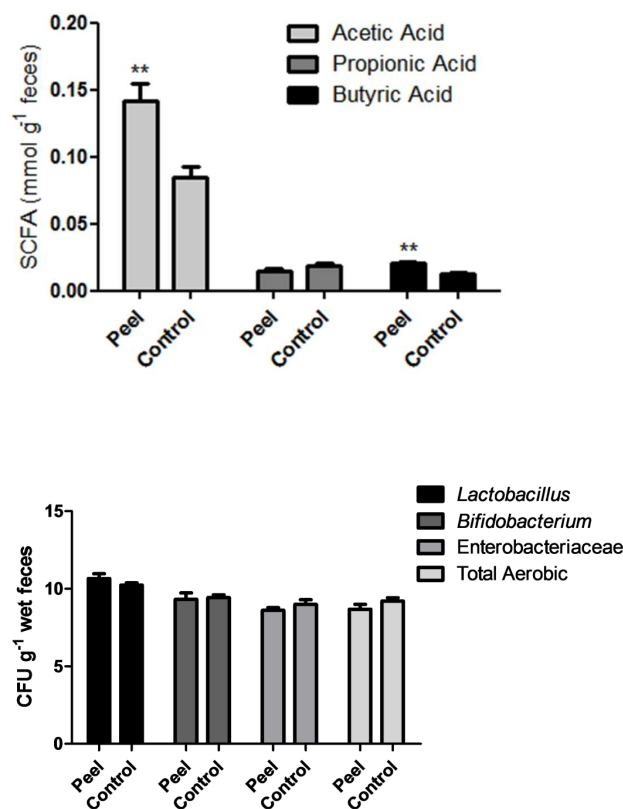 SCFA (mmol g⁻¹ feces)
0.20
0.15
0.10
0.05
0.00
Acetic Acid
Propionic Acid
Butyric Acid
**
**
Peel
Control
Peel
Control
Peel
Control
CFU g⁻¹ wet feces
15
10
5
0
Lactobacillus
Bifidobacterium
Enterobacteriaceae
Total Aerobic
Peel
Control
Peel
Control
Peel
Control
Peel
Control